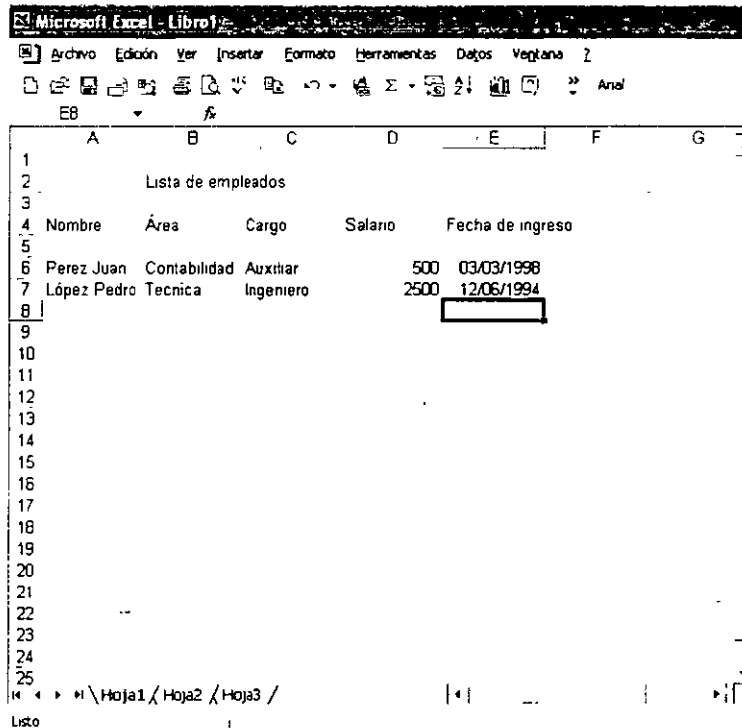 Microsoft Excel - Libro1
Archivo Edición Ver Insertar Formato Herramientas Datos Ventana ?
Σ Arial
E8 fx
A B C D E F G
1
2 Lista de empleados
3
4 Nombre Área Cargo Salario Fecha de ingreso
5
6 Perez Juan Contabilidad Auxiliar 500 03/03/1998
7 López Pedro Tecnica Ingeniero 2500 12/06/1994
8
9
10
11
12
13
14
15
16
17
18
19
20
21
22
23
24
25
Hoja1 Hoja2 Hoja3
Listo